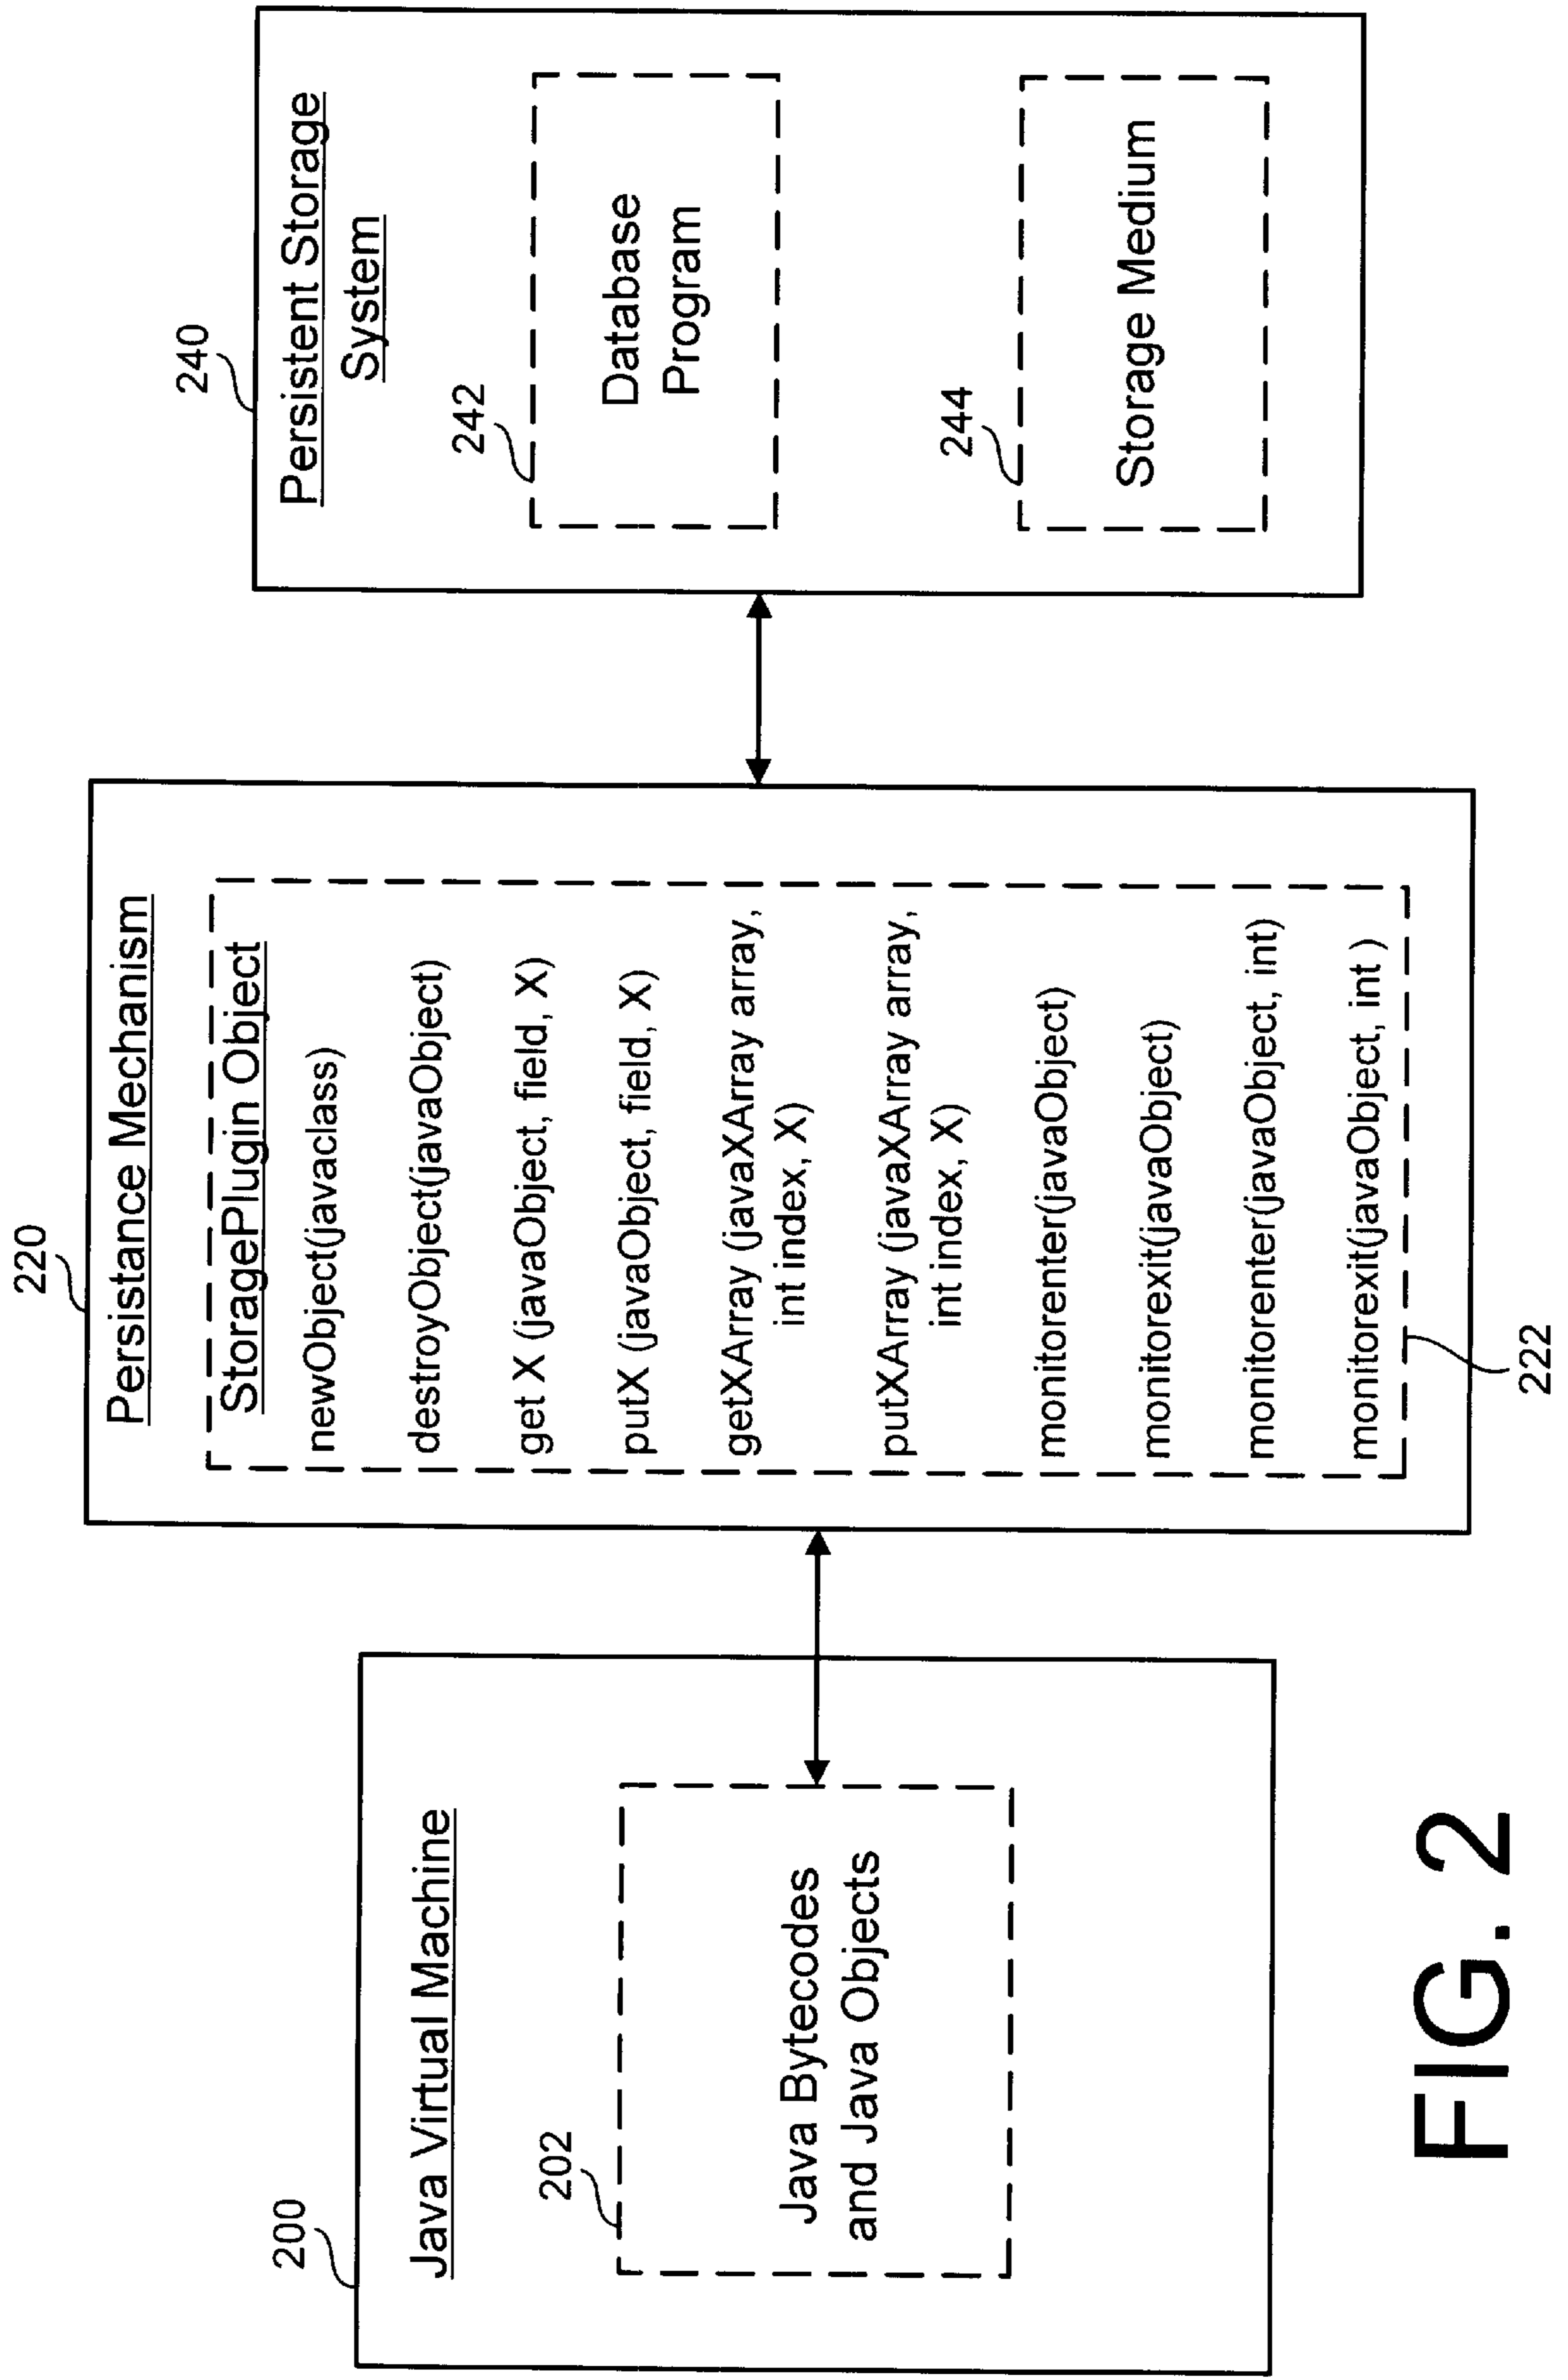 200
Java Virtual Machine
202
Java Bytecodes
and Java Objects
220
Persistance Mechanism
StoragePlugin Object
newObject(javaclass)
destroyObject(javaObject)
get X (javaObject, field, X)
putX (javaObject, field, X)
getXArray (javaXArray array,
int index, X)
putXArray (javaXArray array,
int index, X)
monitorenter(javaObject)
monitorexit(javaObject)
monitorenter(javaObject, int)
monitorexit(javaObject, int )
222
240
Persistent Storage
System
242
Database
Program
244
Storage Medium
FIG. 2